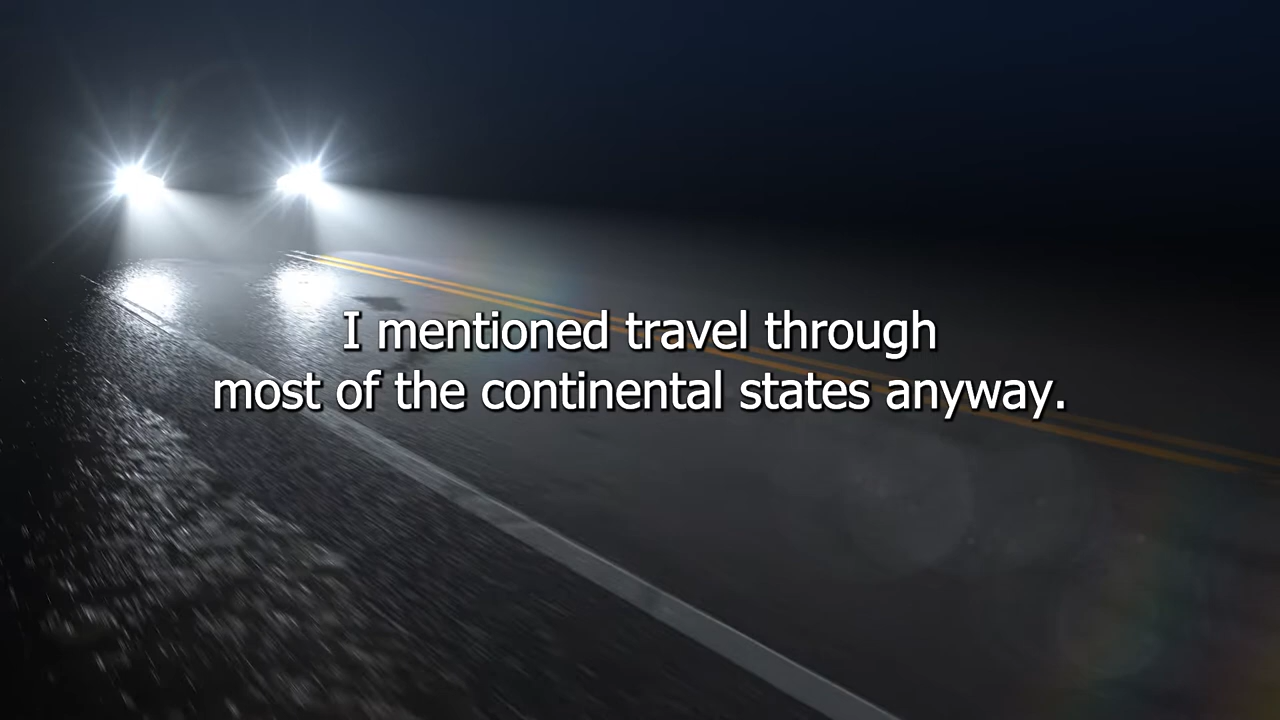 I mentioned travel through
most of the continental states anyway.